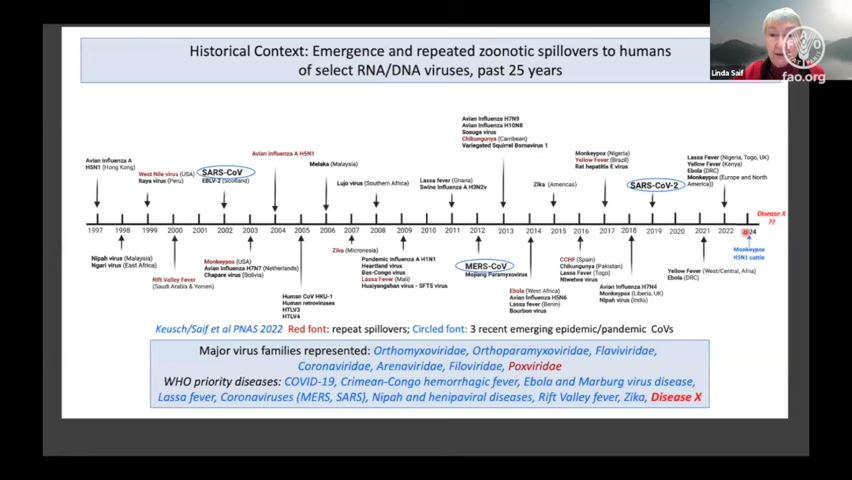 Historical Context: Emergence and repeated zoonotic spillovers to humans
of select RNA/DNA viruses, past 25 years
Linda Saif
FAO
fao.org
Avian Influenza A
H5N1 (Hong Kong)
West Nile virus (USA)
Itaya virus (Peru)
SARS-CoV
EBLV-2 (Scotland)
Avian influenza A H5N1
Melaka (Malaysia)
Lujo virus (Southern Africa)
Lassa fever (Ghana)
Swine Influenza A H3N2v
Avian Influenza H7N9
Avian Influenza H10N8
Sosuga virus
Chikungunya (Carribean)
Variegated Squirrel Bornavirus 1
Zika (Americas)
Monkeypox (Nigeria)
Yellow Fever (Brazil)
Rat hepatitis E virus
SARS-CoV-2
Lassa Fever (Nigeria, Togo, UK)
Yellow Fever (Kenya)
Ebola (DRC)
Monkeypox (Europe and North
America))
Disease X
??
1997 1998 1999 2000 2001 2002 2003 2004 2005 2006 2007 2008 2009 2011 2012 2013 2014 2015 2016 2017 2018 2019 2020 2021 2022 2024
Nipah virus (Malaysia)
Ngari virus (East Africa)
Rift Valley Fever
(Saudi Arabia & Yemen)
Monkeypox (USA)
Avian Influenza H7N7 (Netherlands)
Chapare virus (Bolivia)
Human CoV HKU-1
Human retroviruses
HTLV3
HTLV4
Zika (Micronesia)
Pandemic influenza A H1N1
Heartland virus
Bas-Congo virus
Lassa Fever (Mali)
Huaiyangshan virus - SFTS virus
MERS-CoV
Mojiang Paramyxovirus
Ebola (West Africa)
Avian Influenza H5N6
Lassa fever (Benin)
Bourbon virus
CCHF (Spain)
Chikungunya (Pakistan)
Lassa Fever (Togo)
Ntwetwe virus
Avian Influenza H7N4
Monkeypox (Liberia, UK)
Nipah virus (India)
Yellow Fever (West/Central, Afria)
Ebola (DRC)
Monkeypox
H5N1 cattle
Keusch/Saif et al PNAS 2022 Red font: repeat spillovers; Circled font: 3 recent emerging epidemic/pandemic CoVs
Major virus families represented: Orthomyxoviridae, Orthoparamyxoviridae, Flaviviridae,
Coronaviridae, Arenaviridae, Filoviridae, Poxviridae
WHO priority diseases: COVID-19, Crimean-Congo hemorrhagic fever, Ebola and Marburg virus disease,
Lassa fever, Coronaviruses (MERS, SARS), Nipah and henipaviral diseases, Rift Valley fever, Zika, Disease X